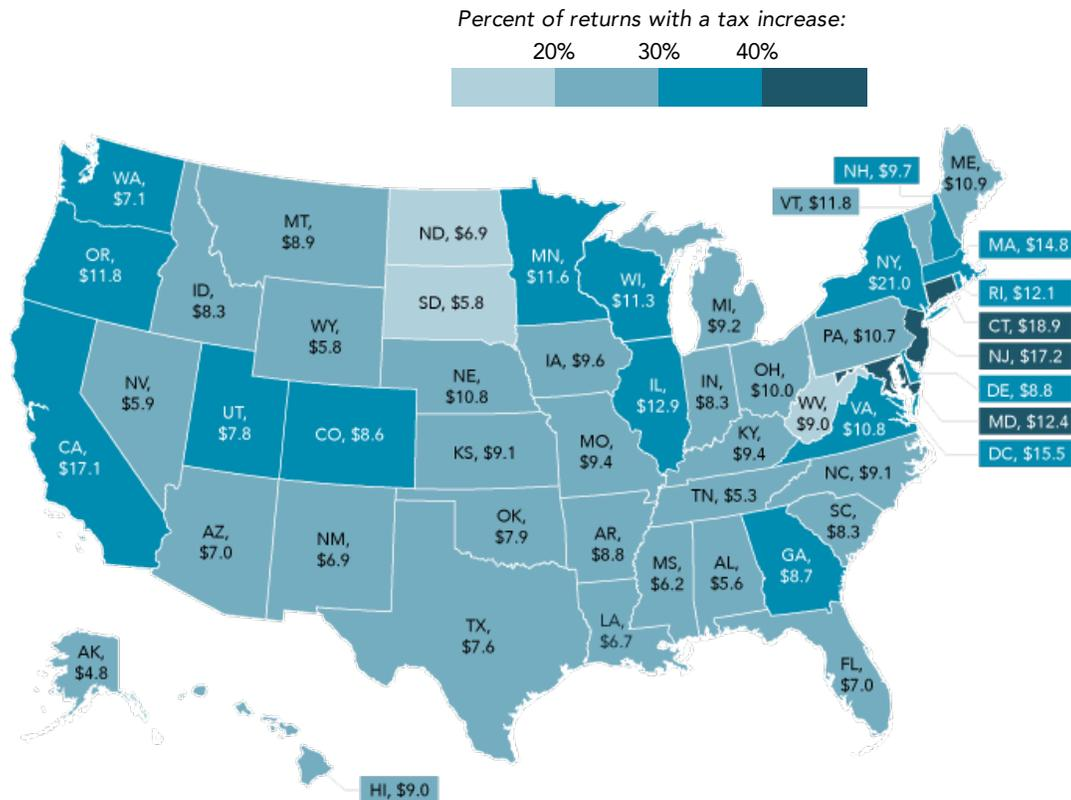 Percent of returns with a tax increase:
20% 30% 40%
WA,
$7.1
OR,
$11.8
CA,
$17.1
ID,
$8.3
NV,
$5.9
MT,
$8.9
WY,
$5.8
UT,
$7.8
CO, $8.6
AZ,
$7.0
NM,
$6.9
ND, $6.9
SD, $5.8
NE,
$10.8
KS, $9.1
OK,
$7.9
TX,
$7.6
MN,
$11.6
IA, $9.6
MO,
$9.4
AR,
$8.8
LA,
$6.7
WI,
$11.3
IL,
$12.9
MI,
$9.2
IN,
$8.3
OH,
$10.0
KY,
$9.4
TN, $5.3
MS,
$6.2
AL,
$5.6
GA,
$8.7
FL,
$7.0
SC,
$8.3
NC, $9.1
VA,
$10.8
WV,
$9.0
PA, $10.7
NY,
$21.0
VT, $11.8
NH, $9.7
ME,
$10.9
MA, $14.8
RI, $12.1
CT, $18.9
NJ, $17.2
DE, $8.8
MD, $12.4
DC, $15.5
AK,
$4.8
HI, $9.0